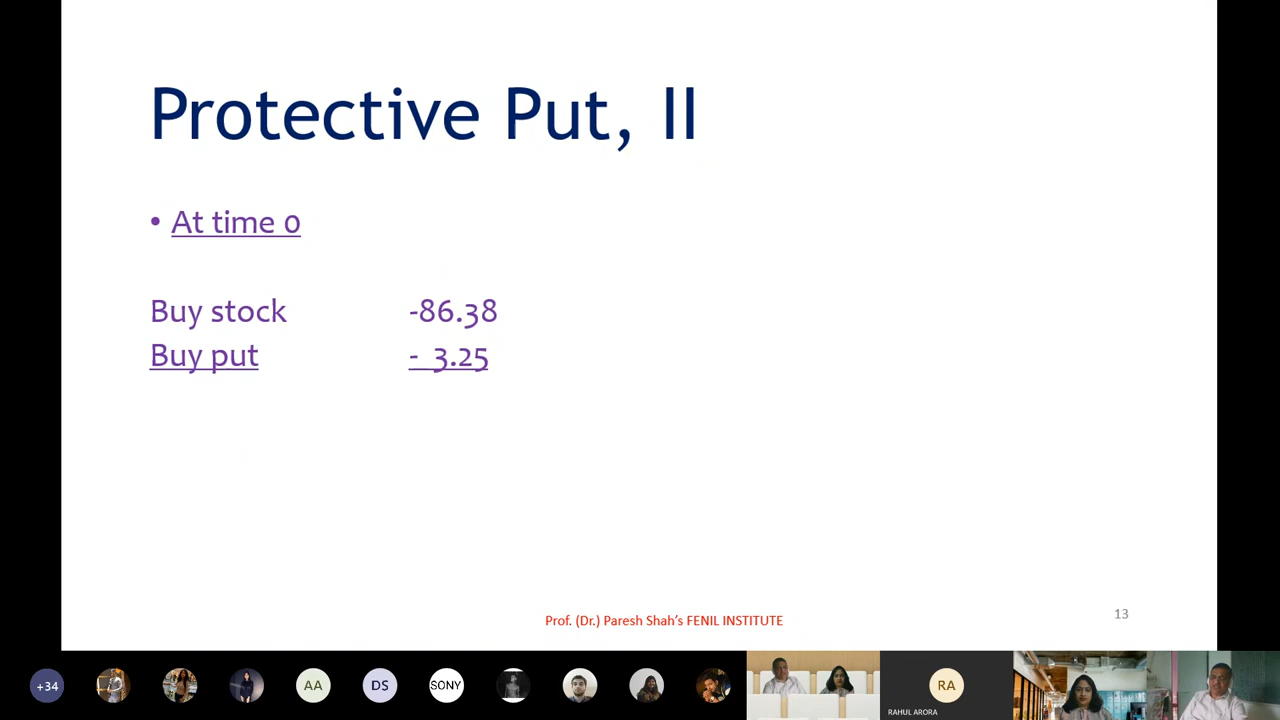 Protective Put, II
• At time 0
Buy stock -86.38
Buy put - 3.25
Prof. (Dr.) Paresh Shah's FENIL INSTITUTE
13
+34
AA
DS
SONY
RA
RAHUL ARORA